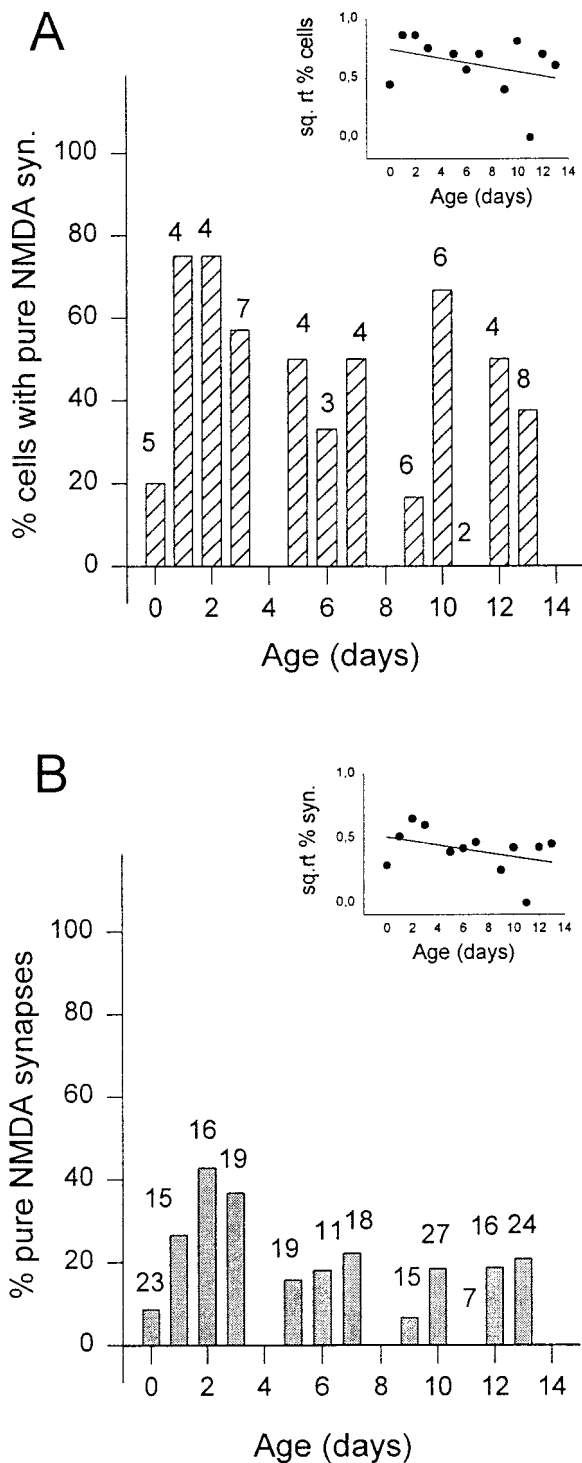 A
sq. rt % cells
1,0
0,5
0,0
0 2 4 6 8 10 12 14
Age (days)
% cells with pure NMDA syn.
100
80
60
40
20
0
5 4 4 7 4 3 4 6 6 2 4 8
0 2 4 6 8 10 12 14
Age (days)
B
sq.rt % syn.
1,0
0,5
0,0
0 2 4 6 8 10 12 14
Age (days)
% pure NMDA synapses
100
80
60
40
20
0
23 15 16 19 19 11 18 15 27 7 16 24
0 2 4 6 8 10 12 14
Age (days)